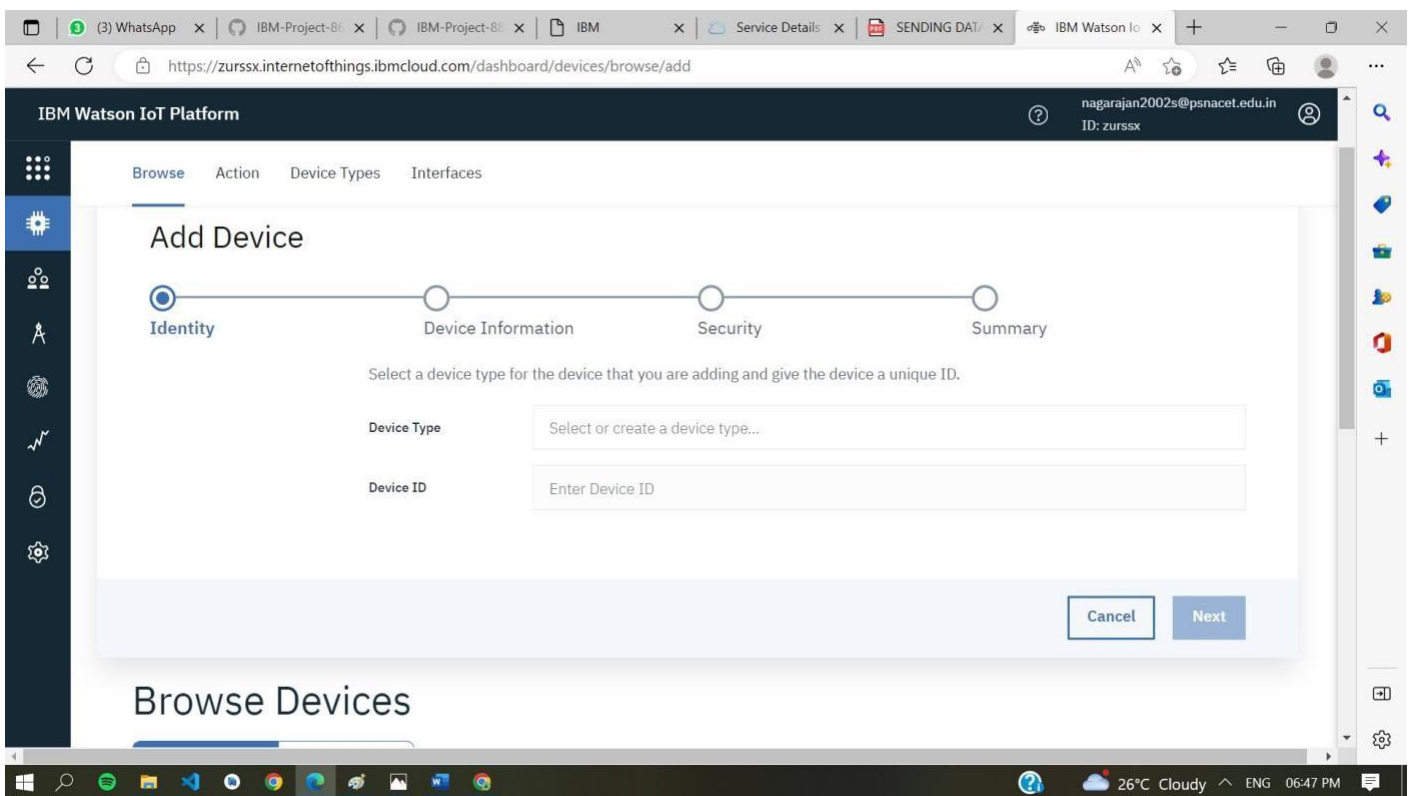 (3) WhatsApp
IBM-Project-86
IBM-Project-88
IBM
Service Details
SENDING DATA
IBM Watson Io
https://zurssx.internetofthings.ibmcloud.com/dashboard/devices/browse/add
IBM Watson IoT Platform
nagarajan2002s@psnacet.edu.in
ID: zurssx
Browse Action Device Types Interfaces
Add Device
Identity Device Information Security Summary
Select a device type for the device that you are adding and give the device a unique ID.
Device Type Select or create a device type...
Device ID Enter Device ID
Cancel Next
Browse Devices
26°C Cloudy ENG 06:47 PM